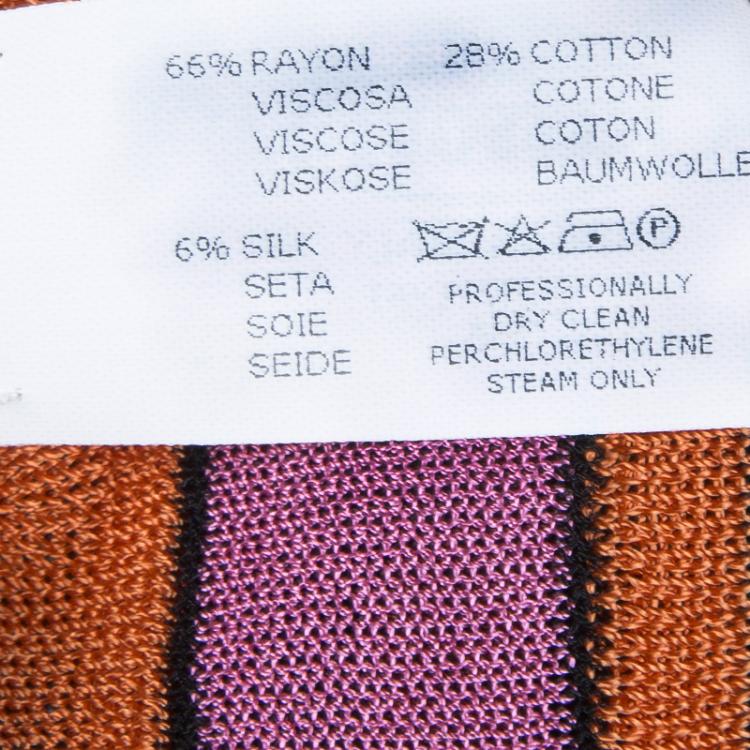 66% RAYON
VISCOSA
VISCOSE
VISKOSE
28% COTTON
COTONE
COTON
BAUMWOLLE
6% SILK
SETA
SOIE
SEIDE
P
PROFESSIONALLY
DRY CLEAN
PERCHLORETHYLENE
STEAM ONLY